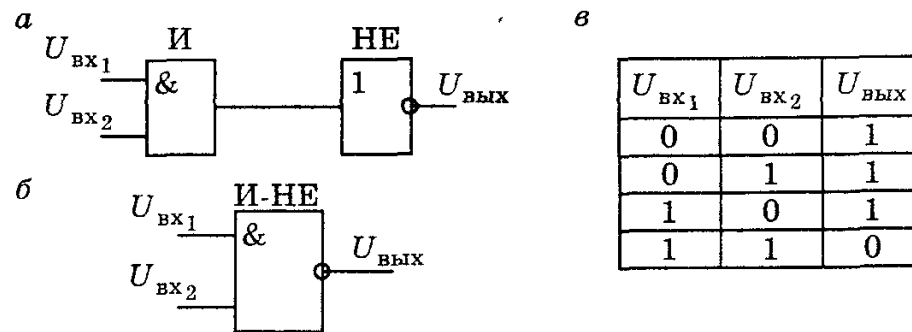 а
И
НЕ
U вх1
&
1
U вых
U вх2
б
И-НЕ
U вх1
&
U вых
U вх2
в
U вх1 U вх2 U вых
0 0 1
0 1 1
1 0 1
1 1 0